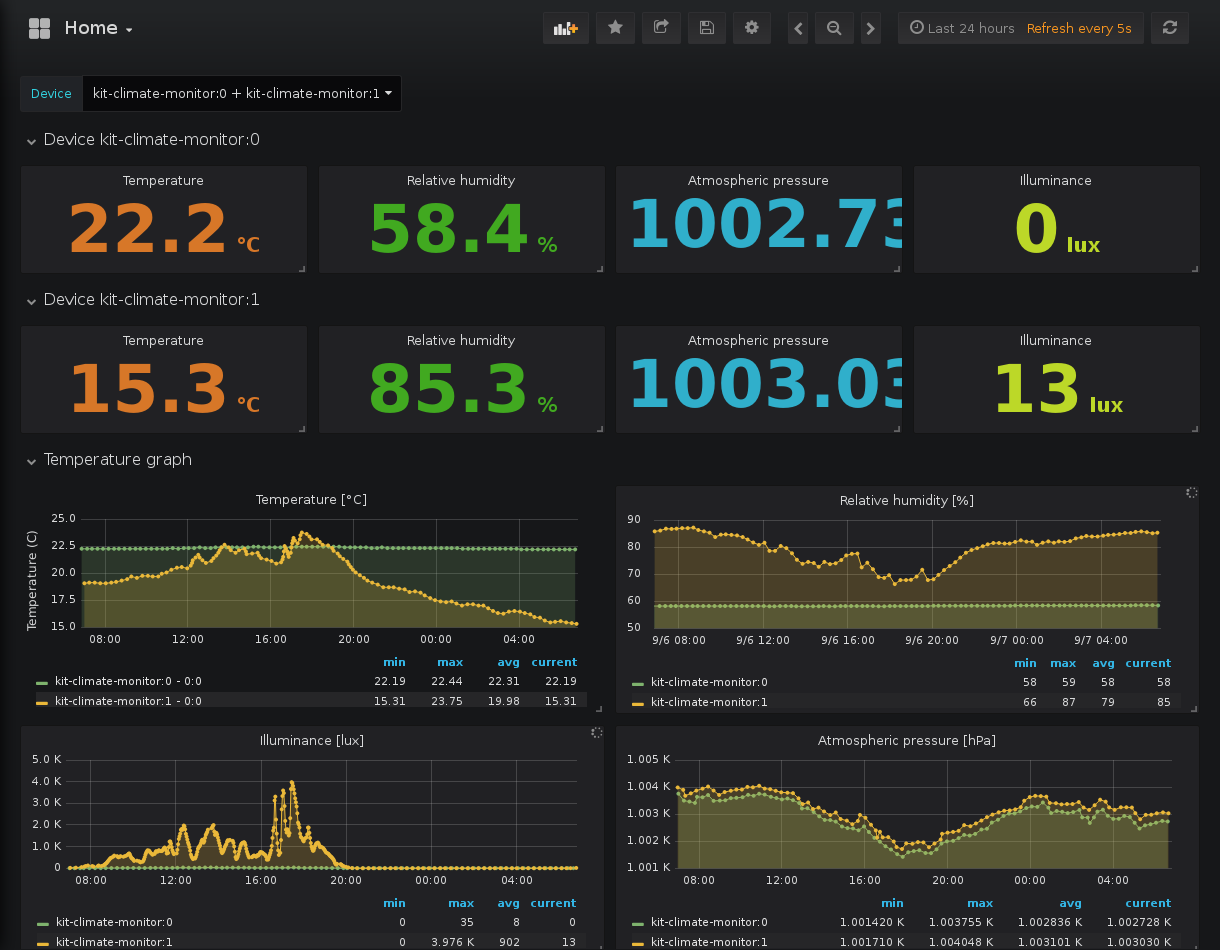 Home
Last 24 hours Refresh every 5s
Device kit-climate-monitor:0 + kit-climate-monitor:1
Device kit-climate-monitor:0
Temperature Relative humidity Atmospheric pressure Illuminance
22.2 °C 58.4 % 1002.73 0 lux
Device kit-climate-monitor:1
Temperature Relative humidity Atmospheric pressure Illuminance
15.3 °C 85.3 % 1003.03 13 lux
Temperature graph
Temperature [°C]
Temperature (C)
25.0
22.5
20.0
17.5
15.0
08:00 12:00 16:00 20:00 00:00 04:00
min max avg current
kit-climate-monitor:0 - 0:0 22.19 22.44 22.31 22.19
kit-climate-monitor:1 - 0:0 15.31 23.75 19.98 15.31
Relative humidity [%]
90
80
70
60
50
9/6 08:00 9/6 12:00 9/6 16:00 9/6 20:00 9/7 00:00 9/7 04:00
min max avg current
kit-climate-monitor:0 58 59 58 58
kit-climate-monitor:1 66 87 79 85
Illuminance [lux]
5.0 K
4.0 K
3.0 K
2.0 K
1.0 K
0
08:00 12:00 16:00 20:00 00:00 04:00
min max avg current
kit-climate-monitor:0 0 35 8 0
kit-climate-monitor:1 0 3.976 K 902 13
Atmospheric pressure [hPa]
1.005 K
1.004 K
1.003 K
1.002 K
1.001 K
08:00 12:00 16:00 20:00 00:00 04:00
min max avg current
kit-climate-monitor:0 1.001420 K 1.003755 K 1.002836 K 1.002728 K
kit-climate-monitor:1 1.001710 K 1.004048 K 1.003101 K 1.003030 K